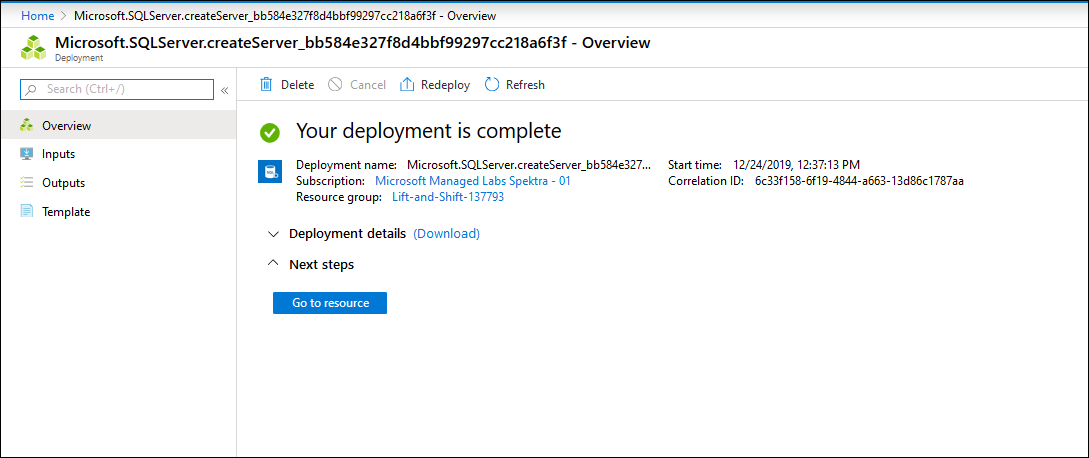 Home > Microsoft.SQLServer.createServer_bb584e327f8d4bbf99297cc218a6f3f - Overview
Microsoft.SQLServer.createServer_bb584e327f8d4bbf99297cc218a6f3f - Overview
Deployment
Search (Ctrl+/) «
Delete Cancel Redeploy Refresh
Overview
Inputs
Outputs
Template
Your deployment is complete
Deployment name: Microsoft.SQLServer.createServer_bb584e327... Start time: 12/24/2019, 12:37:13 PM
Subscription: Microsoft Managed Labs Spektra - 01 Correlation ID: 6c33f158-6f19-4844-a663-13d86c1787aa
Resource group: Lift-and-Shift-137793
Deployment details (Download)
Next steps
Go to resource